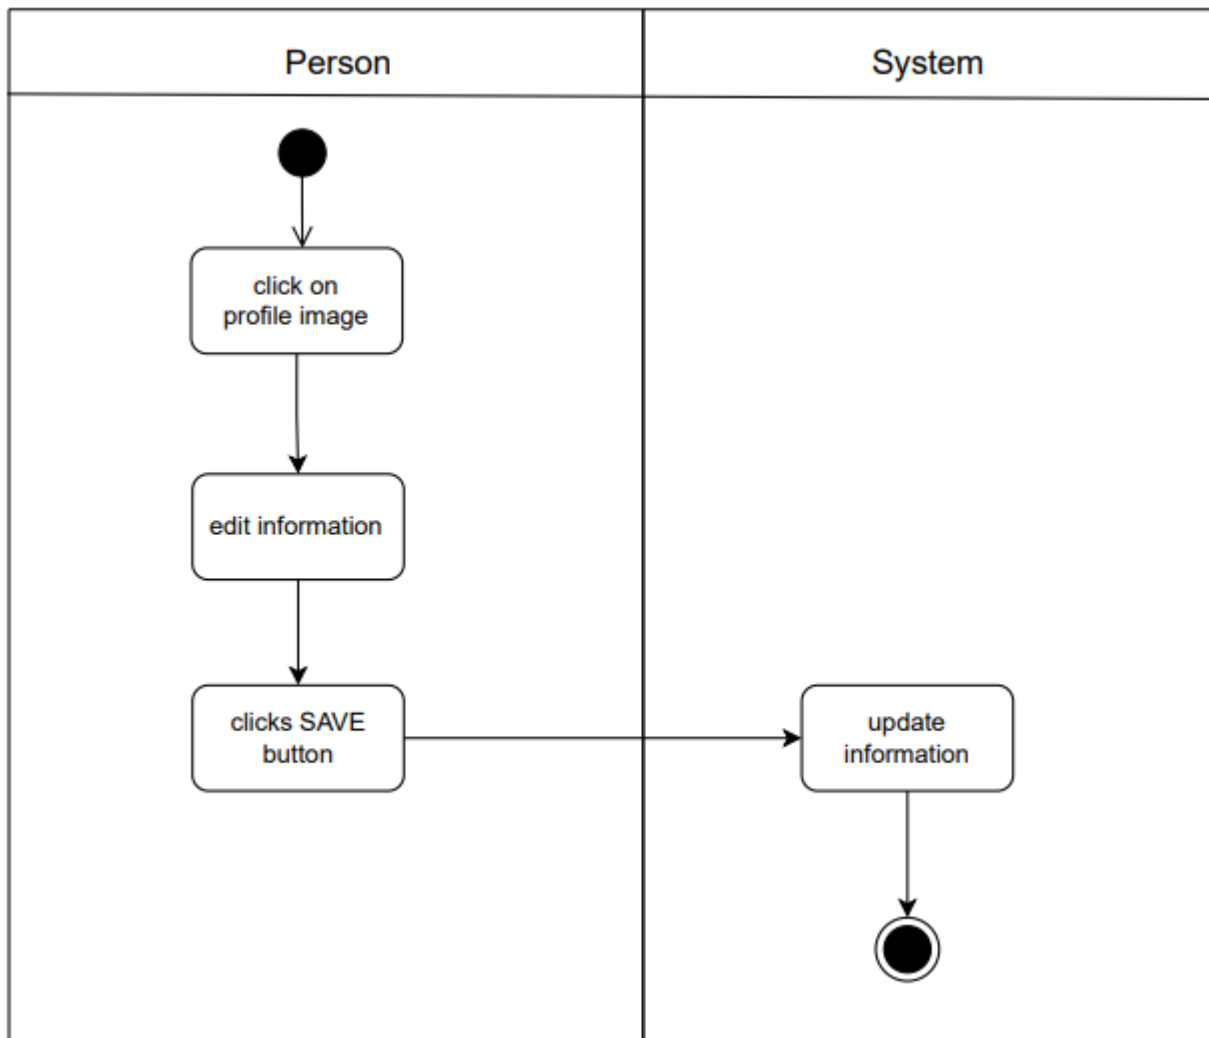 Person
System
click on
profile image
edit information
clicks SAVE
button
update
information